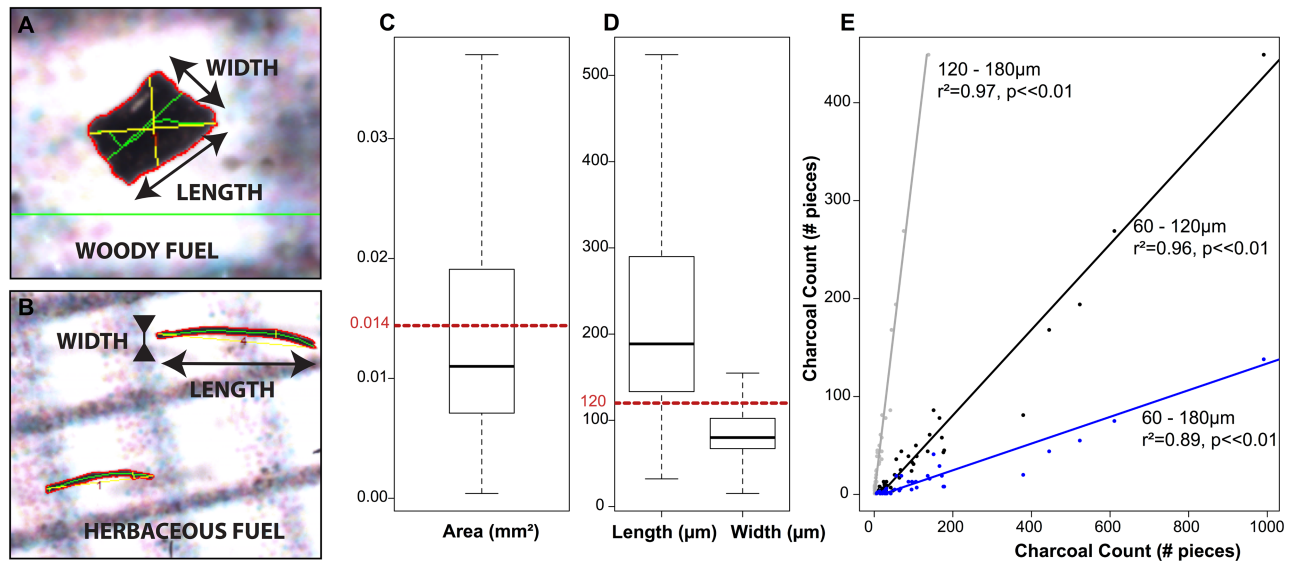 A
WIDTH
LENGTH
WOODY FUEL
B
WIDTH
4
LENGTH
1
HERBACEOUS FUEL
C
0.03
0.02
0.014
0.01
0.00
Area (mm²)
D
500
400
300
200
120
100
0
Length (µm)
Width (µm)
E
Charcoal Count (# pieces)
400
300
200
100
0
120 - 180µm
r²=0.97, p<<0.01
60 - 120µm
r²=0.96, p<<0.01
60 - 180µm
r²=0.89, p<<0.01
0
200
400
600
800
1000
Charcoal Count (# pieces)